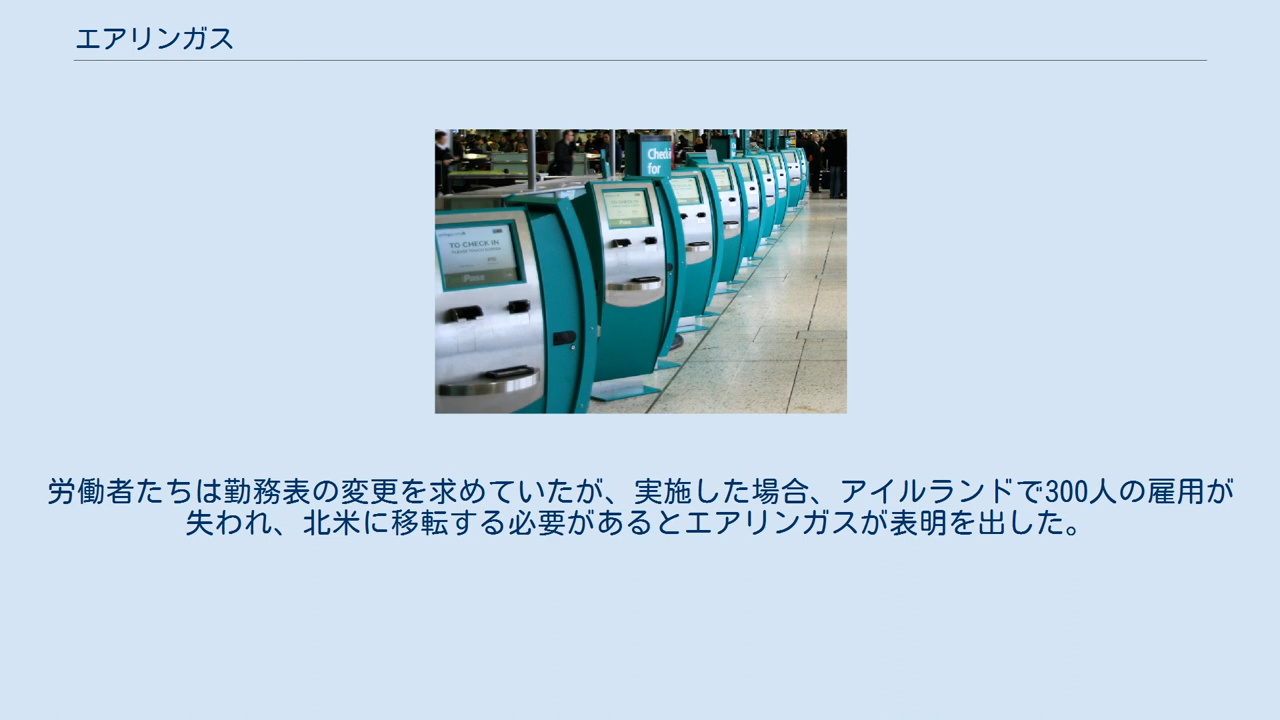 エアリンガス
Check
for
TO CHECK IN
Pass
労働者たちは勤務表の変更を求めていたが、実施した場合、アイルランドで300人の雇用が
失われ、北米に移転する必要があるとエアリンガスが表明を出した。